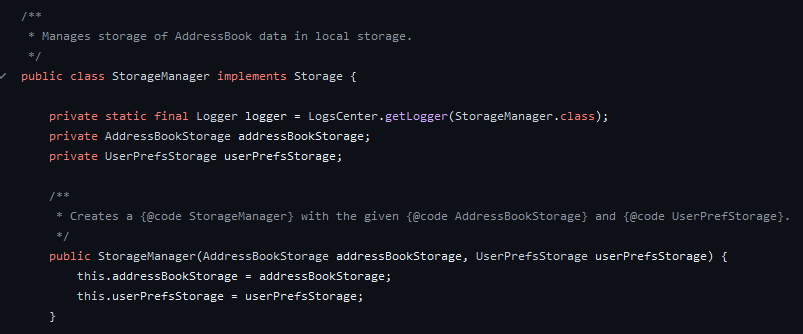 /**
 * Manages storage of AddressBook data in local storage.
 */
public class StorageManager implements Storage {
private static final Logger logger = LogsCenter.getLogger(StorageManager.class);
private AddressBookStorage addressBookStorage;
private UserPrefsStorage userPrefsStorage;
/**
 * Creates a {@code StorageManager} with the given {@code AddressBookStorage} and {@code UserPrefStorage}.
 */
public StorageManager(AddressBookStorage addressBookStorage, UserPrefsStorage userPrefsStorage) {
this.addressBookStorage = addressBookStorage;
this.userPrefsStorage = userPrefsStorage;
}